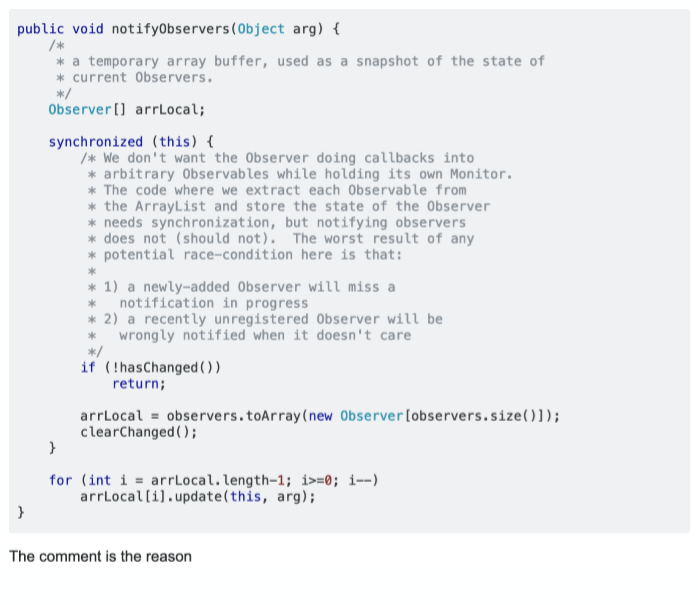 public void notifyObservers(Object arg) {
/*
* a temporary array buffer, used as a snapshot of the state of
* current Observers.
*/
Observer[] arrLocal;
synchronized (this) {
/* We don't want the Observer doing callbacks into
* arbitrary Observables while holding its own Monitor.
* The code where we extract each Observable from
* the ArrayList and store the state of the Observer
* needs synchronization, but notifying observers
* does not (should not).  The worst result of any
* potential race-condition here is that:
*
* 1) a newly-added Observer will miss a
*   notification in progress
* 2) a recently unregistered Observer will be
*   wrongly notified when it doesn't care
*/
if (!hasChanged())
return;
arrLocal = observers.toArray(new Observer[observers.size()]);
clearChanged();
}
for (int i = arrLocal.length-1; i>=0; i--)
arrLocal[i].update(this, arg);
}
The comment is the reason